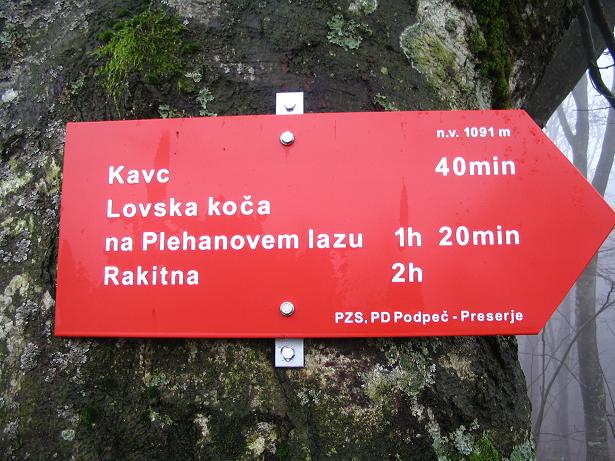 n.v. 1091 m
Kavc 40min
Lovska koča
na Plehanovem lazu 1h 20min
Rakitna 2h
PZS, PD Podpeč - Preserje